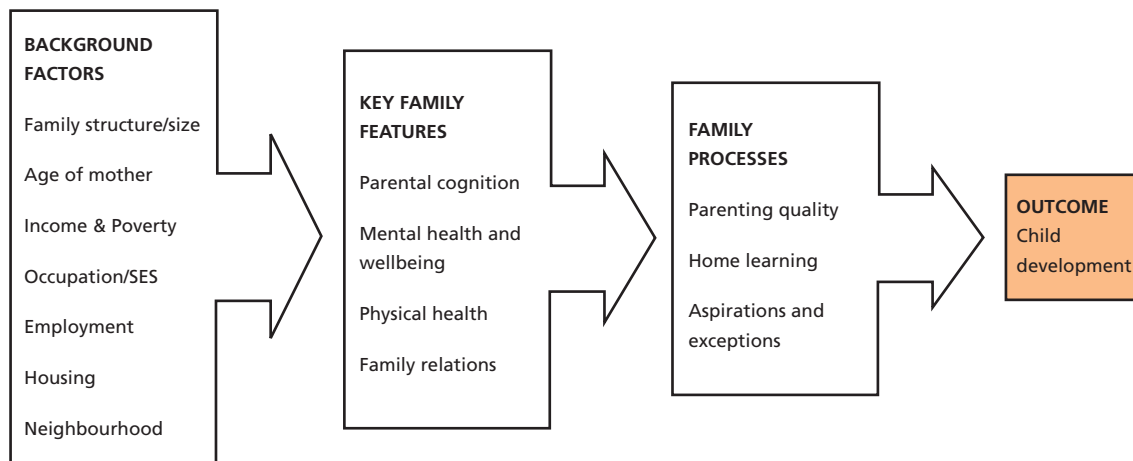 BACKGROUND
FACTORS
Family structure/size
Age of mother
Income & Poverty
Occupation/SES
Employment
Housing
Neighbourhood
KEY FAMILY
FEATURES
Parental cognition
Mental health and
wellbeing
Physical health
Family relations
FAMILY
PROCESSES
Parenting quality
Home learning
Aspirations and
exceptions
OUTCOME
Child
development